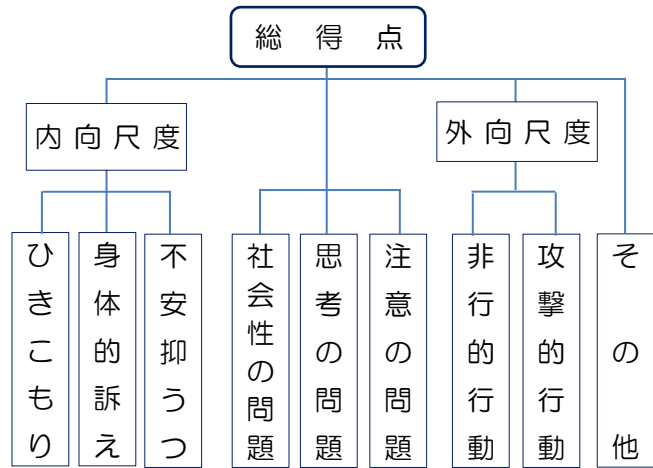 総得点
内向尺度
外向尺度
ひきこもり
身体的訴え
不安抑うつ
社会性の問題
思考の問題
注意の問題
非行的行動
攻撃的行動
その他